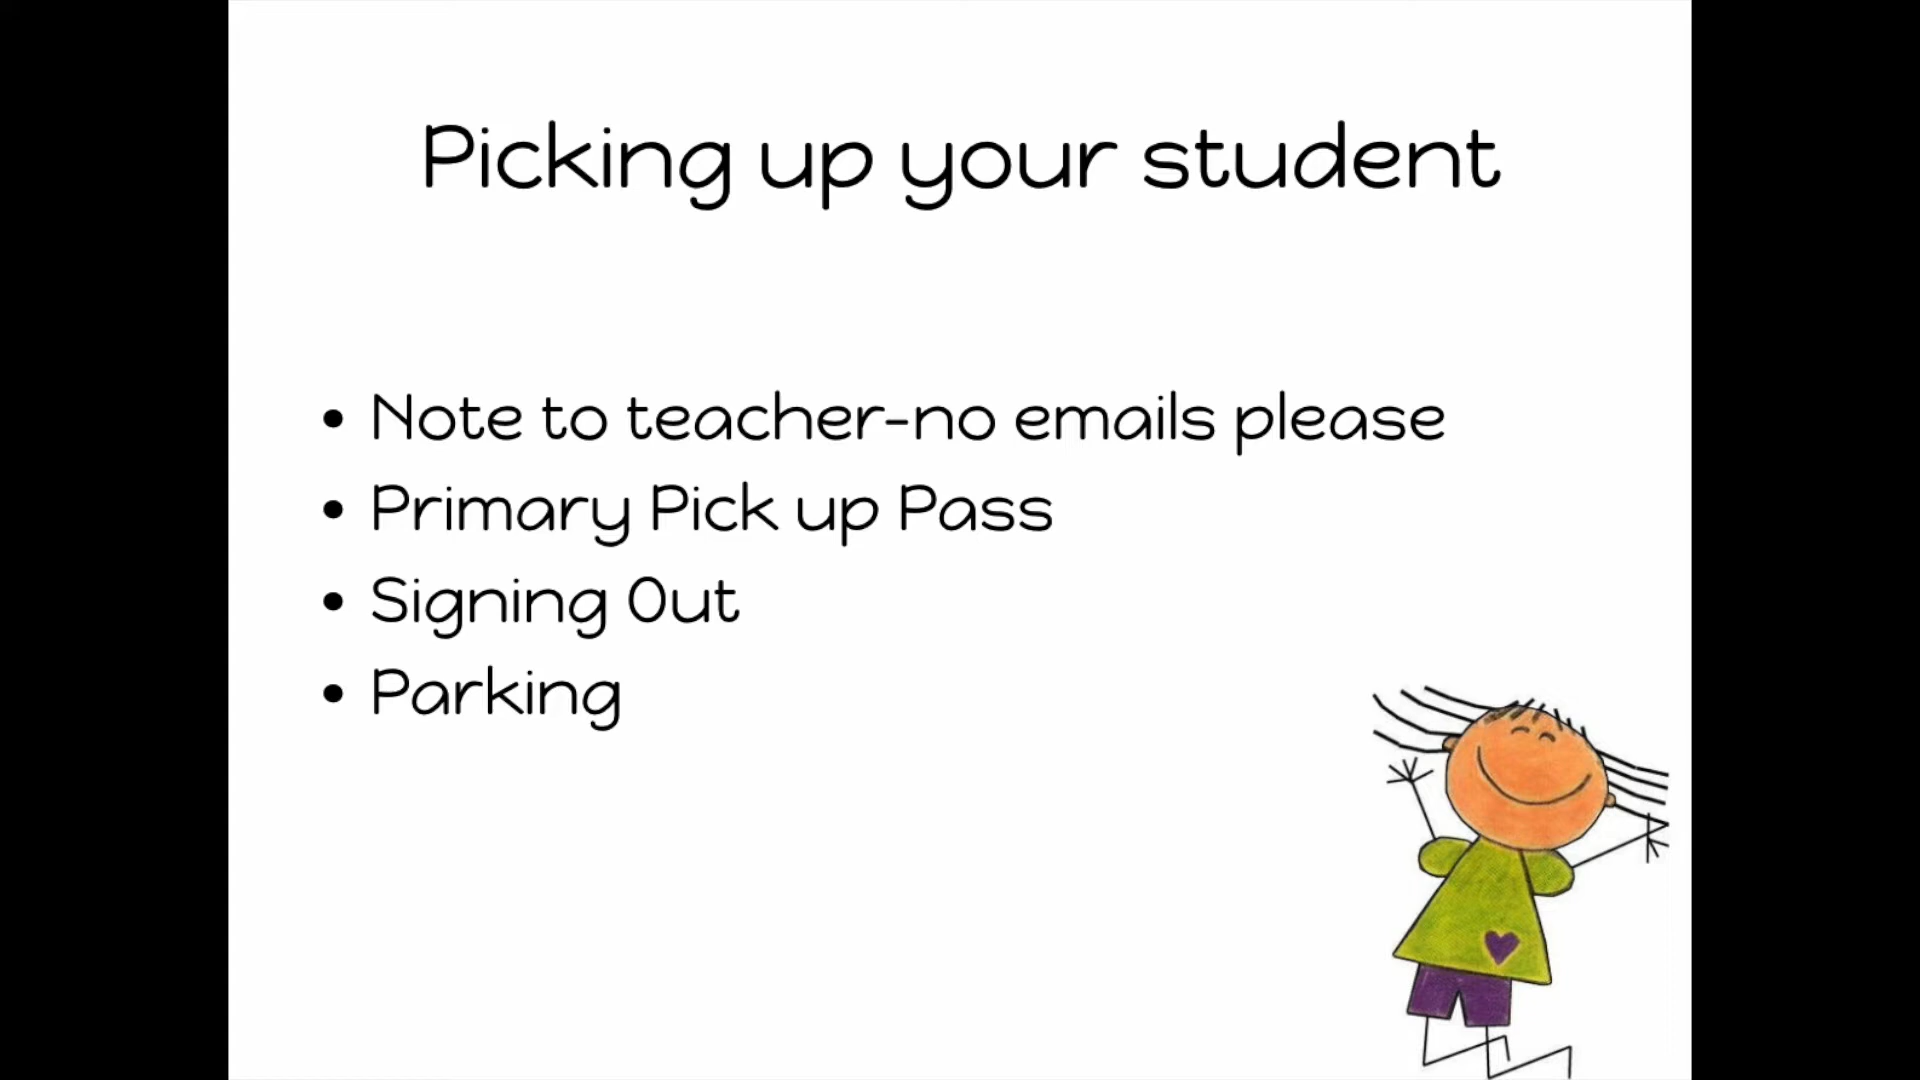 Picking up your student
• Note to teacher-no emails please
• Primary Pick up Pass
• Signing Out
• Parking